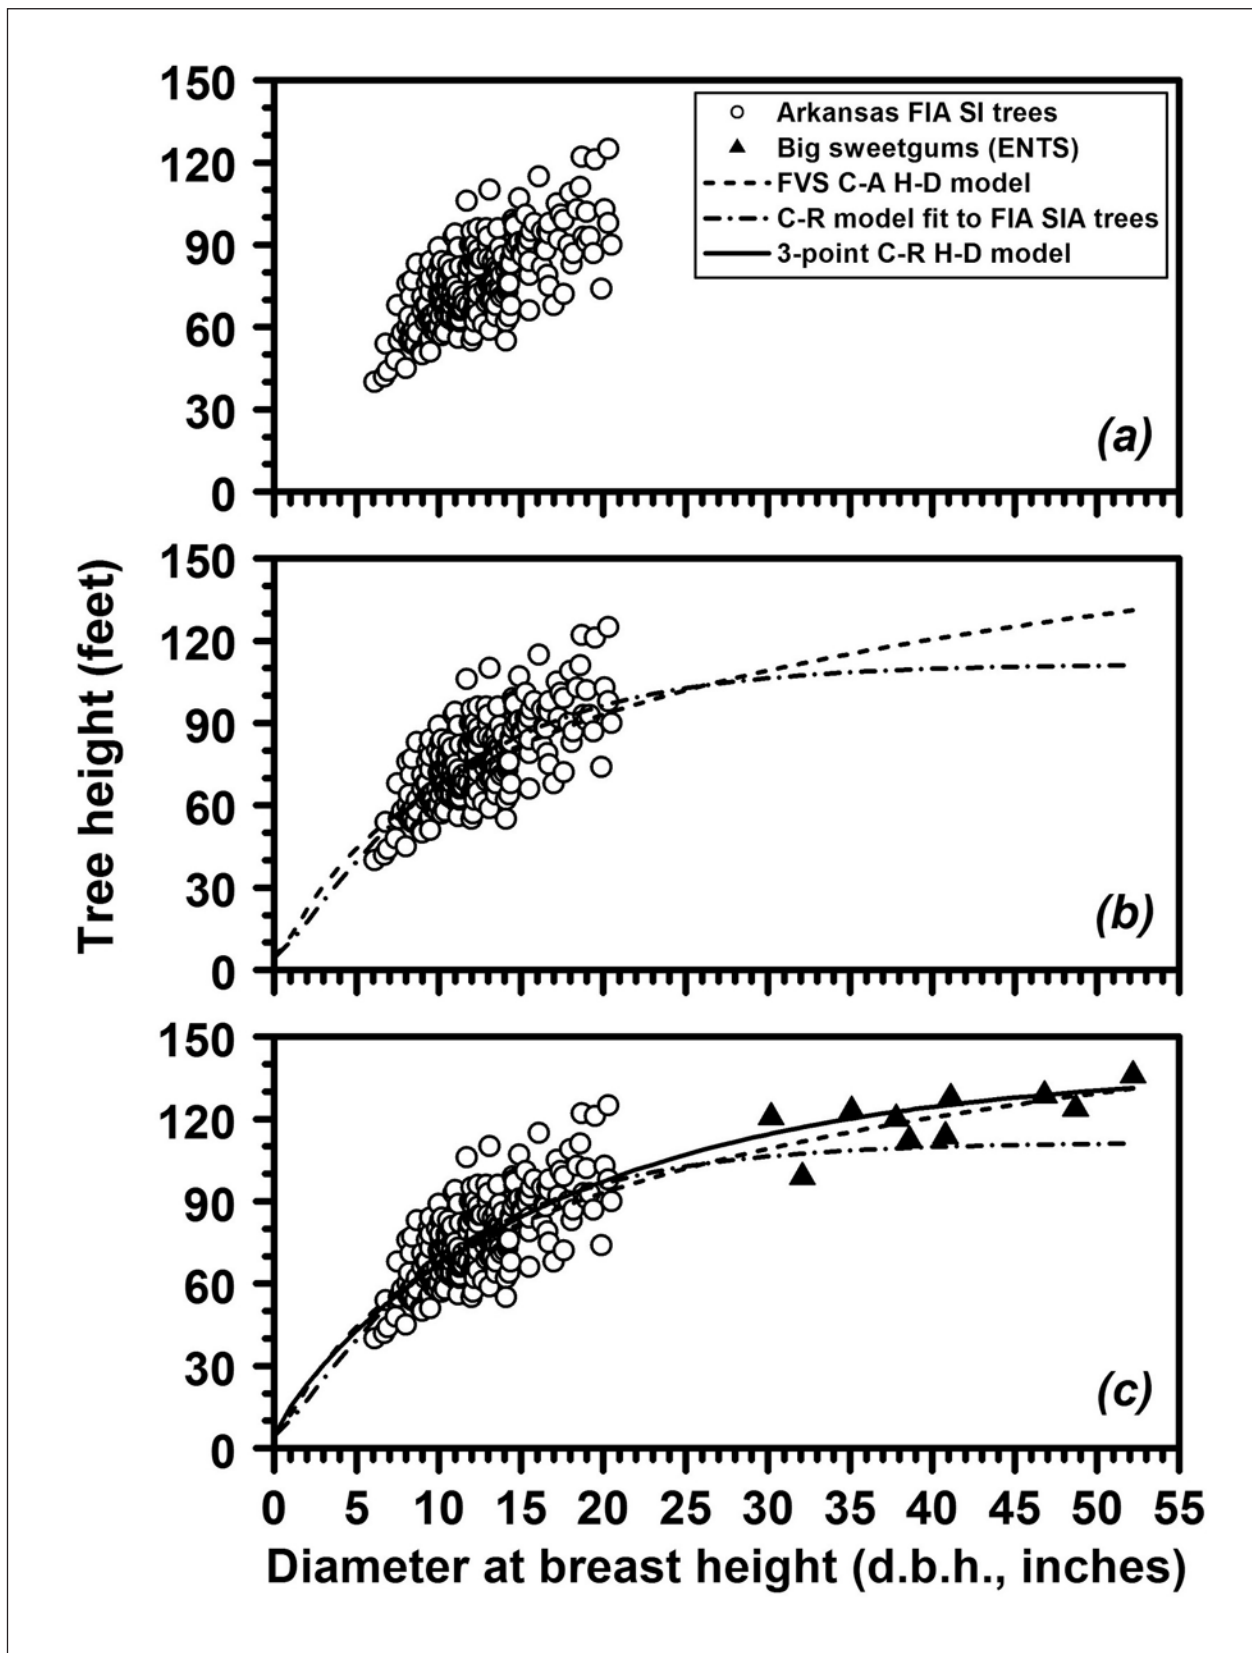 150
120
90
60
30
0
Arkansas FIA SI trees
Big sweetgums (ENTS)
FVS C-A H-D model
C-R model fit to FIA SIA trees
3-point C-R H-D model
(a)
Tree height (feet)
150
120
90
60
30
0
(b)
150
120
90
60
30
0
(c)
0 5 10 15 20 25 30 35 40 45 50 55
Diameter at breast height (d.b.h., inches)